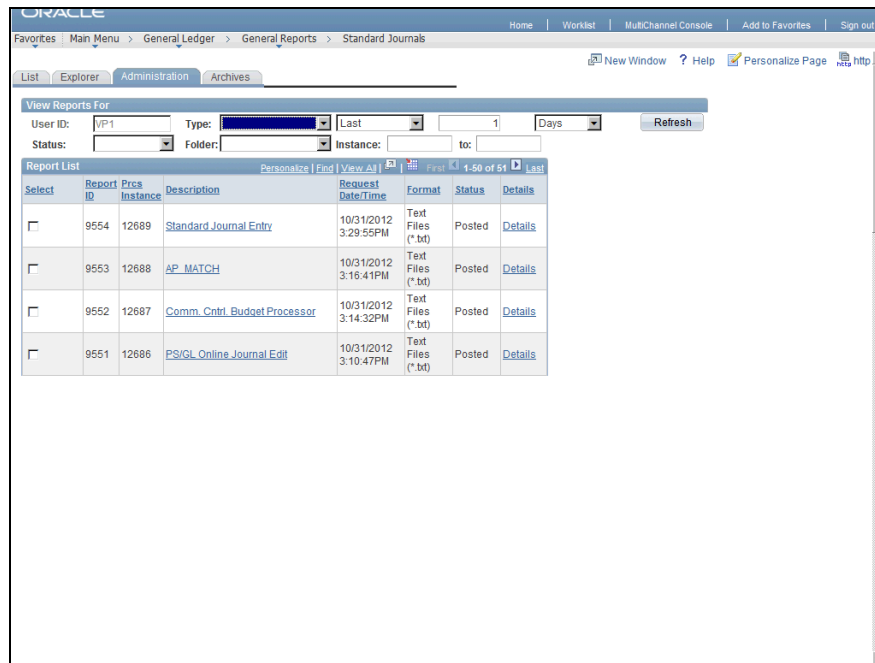 ORACLE
Home | Worklist | MultiChannel Console | Add to Favorites | Sign out
Favorites Main Menu > General Ledger > General Reports > Standard Journals
New Window ? Help Personalize Page http
List Explorer Administration Archives
View Reports For
User ID: VP1 Type: Last 1 Days Refresh
Status: Folder: Instance: to:
Report List Personalize | Find | View All | First 1-50 of 51 Last
Select Report ID Prcs Instance Description Request Date/Time Format Status Details
9554 12689 Standard Journal Entry 10/31/2012 3:29:55PM Text Files (*.txt) Posted Details
9553 12688 AP_MATCH 10/31/2012 3:16:41PM Text Files (*.txt) Posted Details
9552 12687 Comm. Cntrl. Budget Processor 10/31/2012 3:14:32PM Text Files (*.txt) Posted Details
9551 12686 PS/GL Online Journal Edit 10/31/2012 3:10:47PM Text Files (*.txt) Posted Details